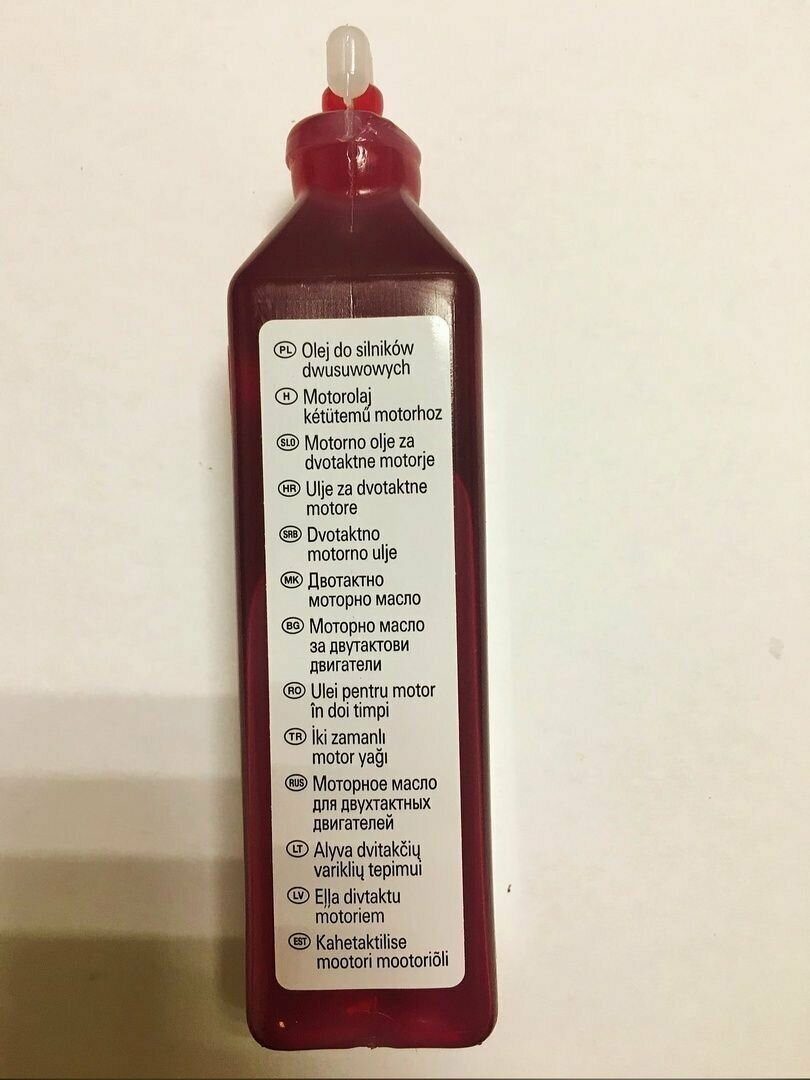 PL Olej do silników
dwusuwowych
H Motorolaj
kétütemű motorhoz
SLO Motorno olje za
dvotaktne motorje
HR Ulje za dvotaktne
motore
SRB Dvotaktno
motorno ulje
MK Двотактно
моторно масло
BG Моторно масло
за двутактови
двигатели
RO Ulei pentru motor
în doi timpi
TR İki zamanlı
motor yağı
RUS Моторное масло
для двухтактных
двигателей
LT Alyva dvitakčių
variklių tepimui
LV Eļļa divtaktu
motoriem
EST Kahetaktilise
mootori mootoriõli